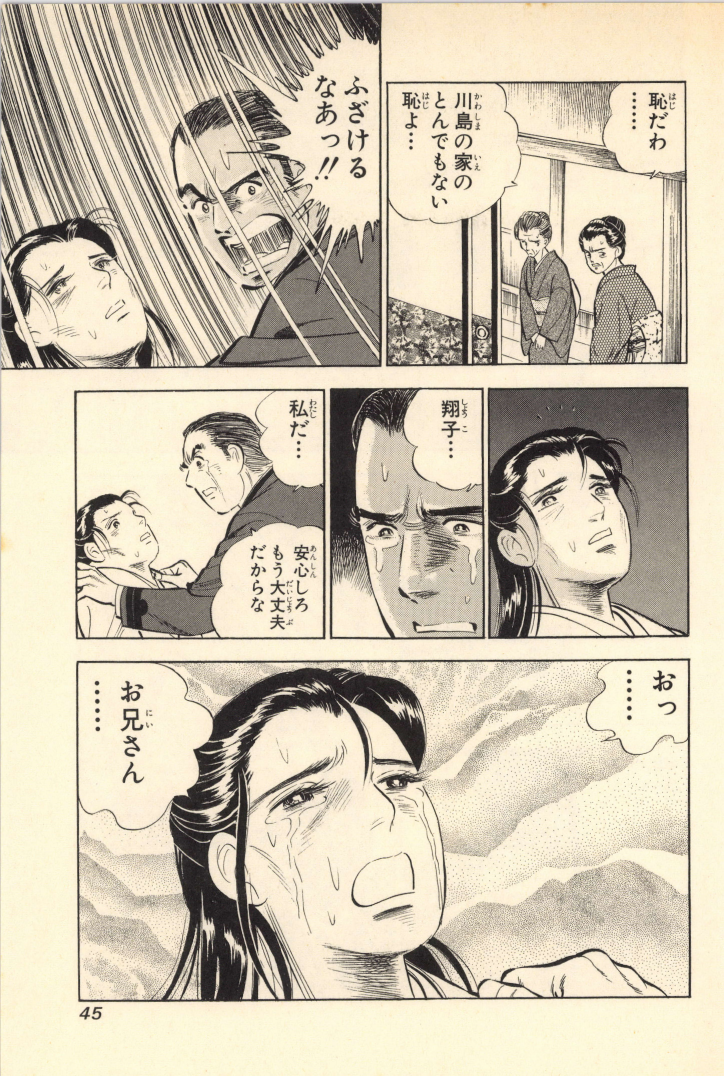 恥だわ
……
川島の家の
とんでもない
恥よ…
ふざける
なあっ!!
翔子…
私だ…
安心しろ
もう大丈夫
だからな
おっ
……
お兄さん
……
45